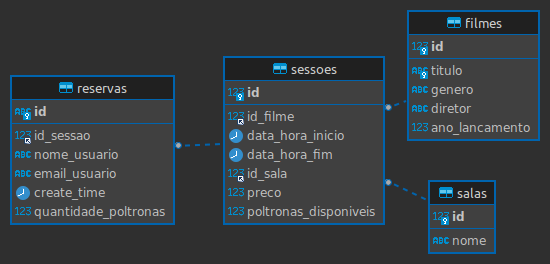 reservas
ABC id
123 id_sessao
ABC nome_usuario
ABC email_usuario
create_time
123 quantidade_poltronas
sessoes
123 id
123 id_filme
data_hora_inicio
data_hora_fim
123 id_sala
123 preco
123 poltronas_disponiveis
filmes
123 id
ABC titulo
ABC genero
ABC diretor
123 ano_lancamento
salas
123 id
ABC nome